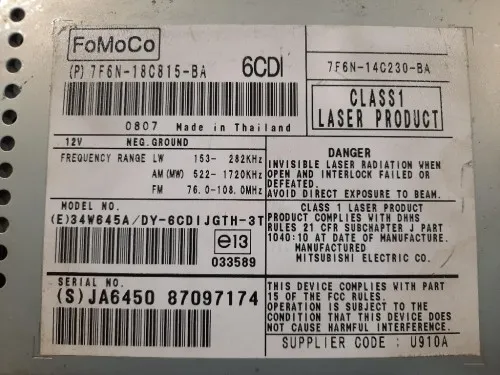 FoMoCo
(P) 7F6N-18C815-BA 6CDI
7F6N-14C230-BA
CLASS1
LASER PRODUCT
0807 Made in Thailand
12V NEG.GROUND
FREQUENCY RANGE LW 153- 282KHz
AM(MW) 522- 1720KHz
FM 76.0-108.0MHz
DANGER
INVISIBLE LASER RADIATION WHEN
OPEN AND INTERLOCK FAILED OR
DEFEATED.
AVOID DIRECT EXPOSURE TO BEAM.
MODEL NO.
(E)34W645A/DY-6CDIJGTH-3T
e13
033589
CLASS 1 LASER PRODUCT
PRODUCT COMPLIES WITH DHHS
RULES 21 CFR SUBCHAPTER J PART
1040:10 AT DATE OF MANUFACTURE.
MANUFACTURED
MITSUBISHI ELECTRIC CO.
SERIAL NO.
(S)JA6450 87097174
THIS DEVICE COMPLIES WITH PART
15 OF THE FCC RULES.
OPERATION IS SUBJECT TO THE
CONDITION THAT THIS DEVICE DOES
NOT CAUSE HARMFUL INTERFERENCE.
SUPPLIER CODE : U910A